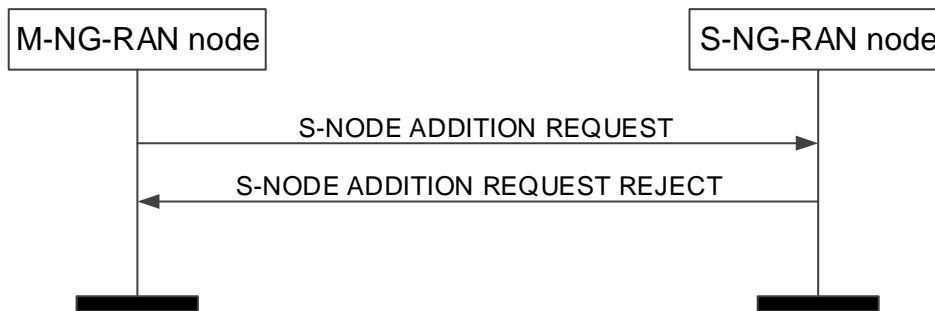 M-NG-RAN node
S-NG-RAN node
S-NODE ADDITION REQUEST
S-NODE ADDITION REQUEST REJECT